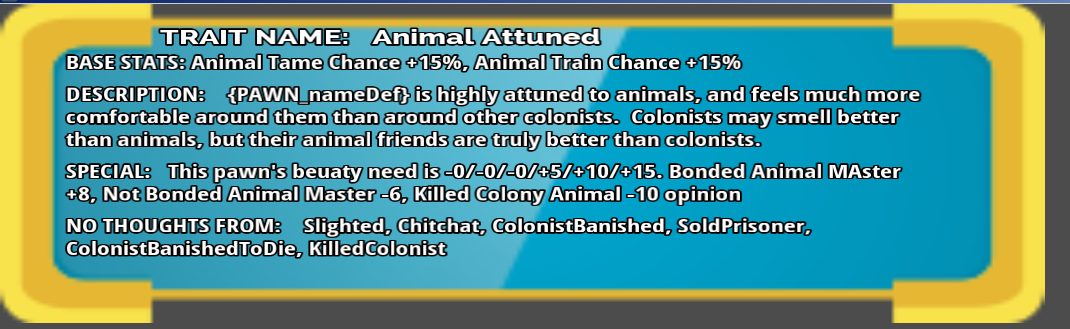 TRAIT NAME: Animal Attuned
BASE STATS: Animal Tame Chance +15%, Animal Train Chance +15%
DESCRIPTION: {PAWN_nameDef} is highly attuned to animals, and feels much more
comfortable around them than around other colonists. Colonists may smell better
than animals, but their animal friends are truly better than colonists.
SPECIAL: This pawn's beuaty need is -0/-0/-0/+5/+10/+15. Bonded Animal MAster
+8, Not Bonded Animal Master -6, Killed Colony Animal -10 opinion
NO THOUGHTS FROM: Slighted, Chitchat, ColonistBanished, SoldPrisoner,
ColonistBanishedToDie, KilledColonist